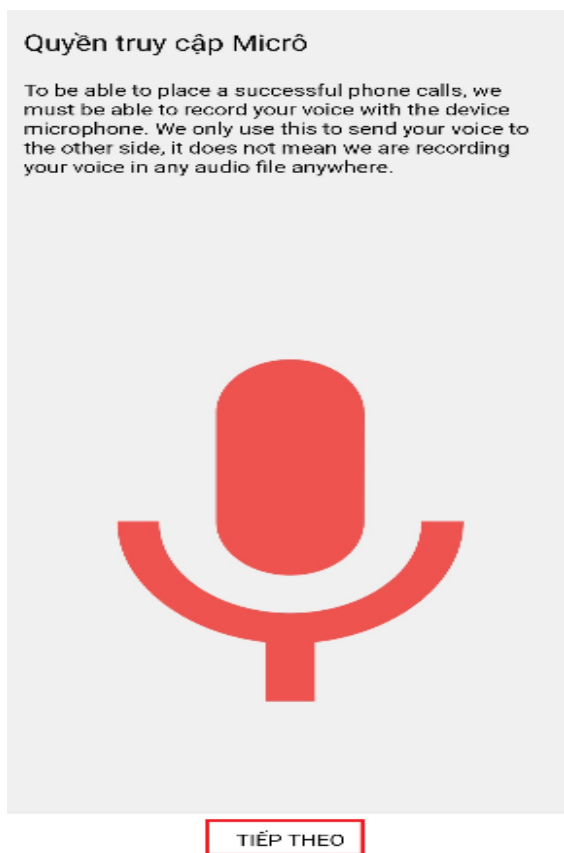 Quyền truy cập Micrô
To be able to place a successful phone calls, we
must be able to record your voice with the device
microphone. We only use this to send your voice to
the other side, it does not mean we are recording
your voice in any audio file anywhere.
TIẾP THEO